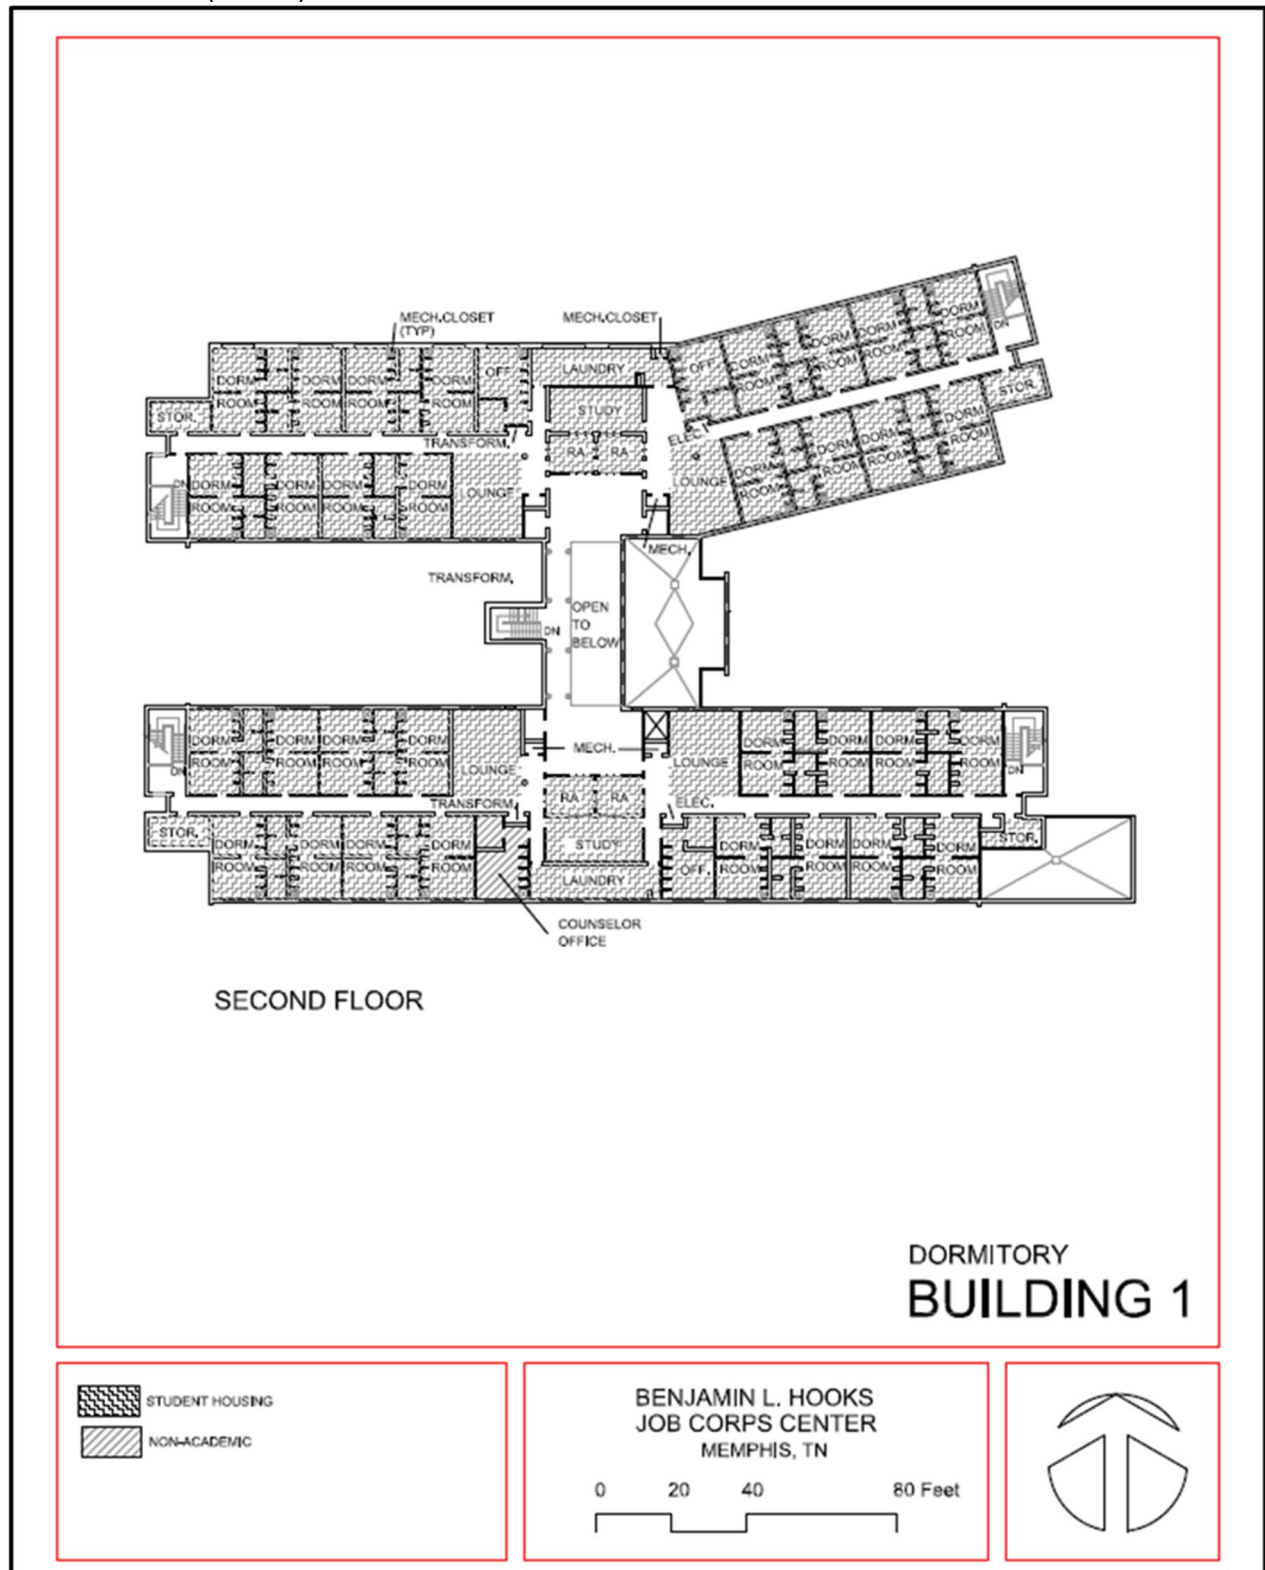 MECH.CLOSET
(TYP)
MECH.CLOSET
DORM DORM DORM DORM OFF. LAUNDRY OFF. DORM DORM DORM DORM
ROOM ROOM ROOM ROOM ROOM ROOM ROOM ROOM
DN
STOR. STUDY STOR.
TRANSFORM. RA RA ELEC.
DN DORM DORM DORM DORM LOUNGE LOUNGE DORM DORM DORM DORM
ROOM ROOM ROOM ROOM ROOM ROOM ROOM ROOM
MECH.
TRANSFORM.
OPEN
TO
BELOW
DN
DORM DORM DORM DORM MECH. DORM DORM DORM DORM
ROOM ROOM ROOM ROOM LOUNGE LOUNGE ROOM ROOM ROOM ROOM
DN DN
TRANSFORM. RA RA ELEC.
STOR. STUDY STOR.
DORM DORM DORM DORM DORM DORM DORM DORM
ROOM ROOM ROOM ROOM LAUNDRY OFF. ROOM ROOM ROOM ROOM
COUNSELOR
OFFICE
SECOND FLOOR
DORMITORY
BUILDING 1
STUDENT HOUSING
NON-ACADEMIC
BENJAMIN L. HOOKS
JOB CORPS CENTER
MEMPHIS, TN
0 20 40 80 Feet